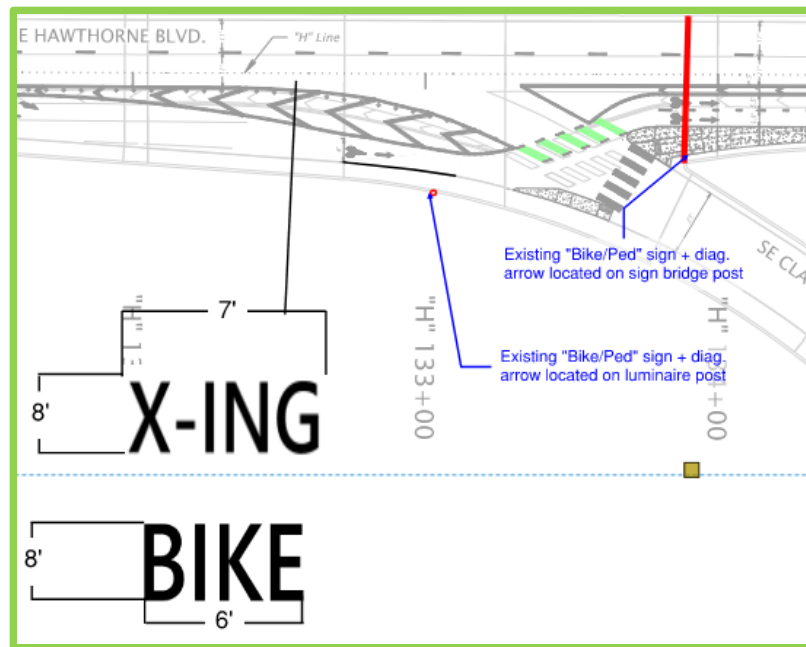 E HAWTHORNE BLVD.
"H" Line
Existing "Bike/Ped" sign + diag.
arrow located on sign bridge post
SE CLA
7'
"H"
"H" 133+00
"H"
+00
Existing "Bike/Ped" sign + diag.
arrow located on luminaire post
8'
X-ING
8'
BIKE
6'